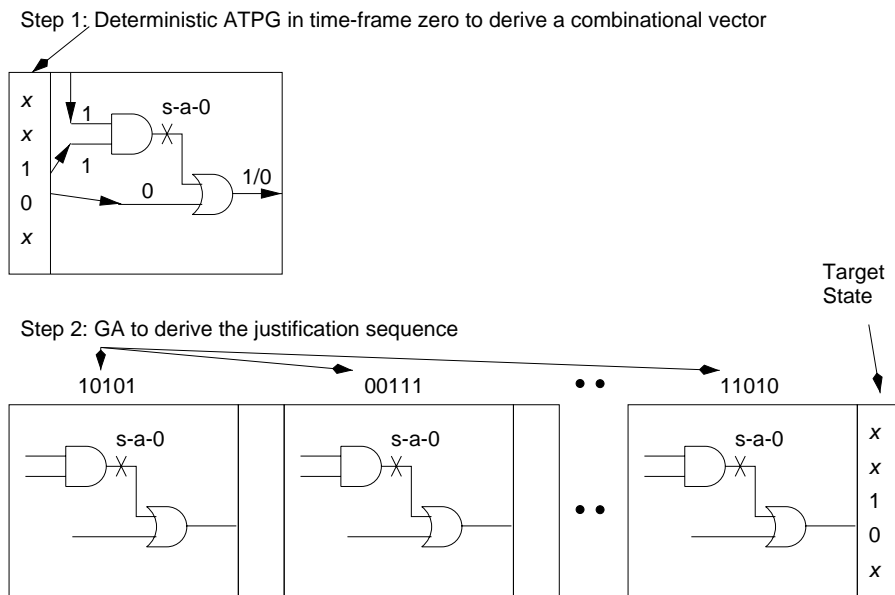 Step 1: Deterministic ATPG in time-frame zero to derive a combinational vector
x
x
1
0
x
1
1
s-a-0
0
1/0
Target
State
Step 2: GA to derive the justification sequence
10101
00111
11010
s-a-0
s-a-0
s-a-0
x
x
1
0
x